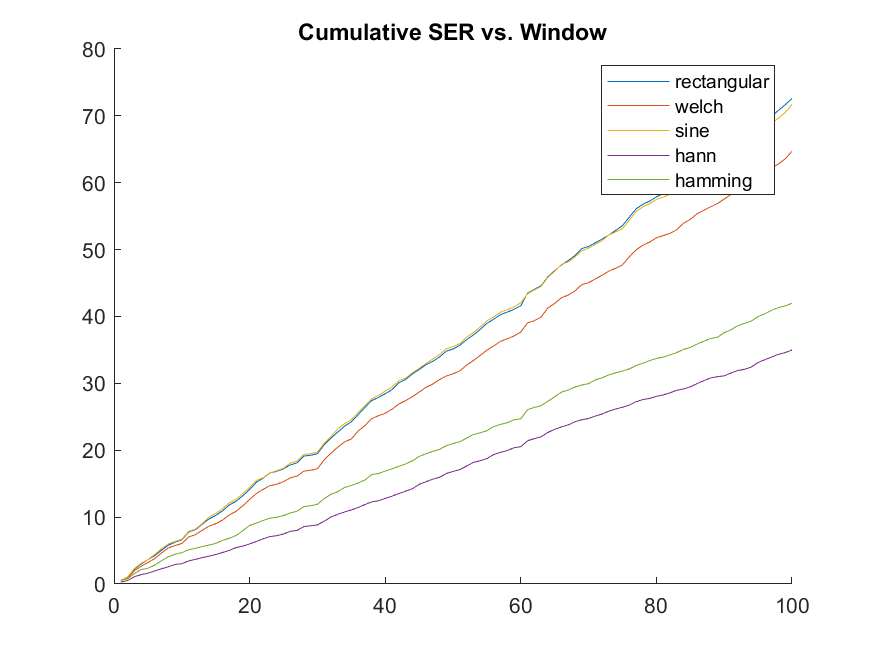 Cumulative SER vs. Window
80
70
60
50
40
30
20
10
0
rectangular
welch
sine
hann
hamming
0 20 40 60 80 100